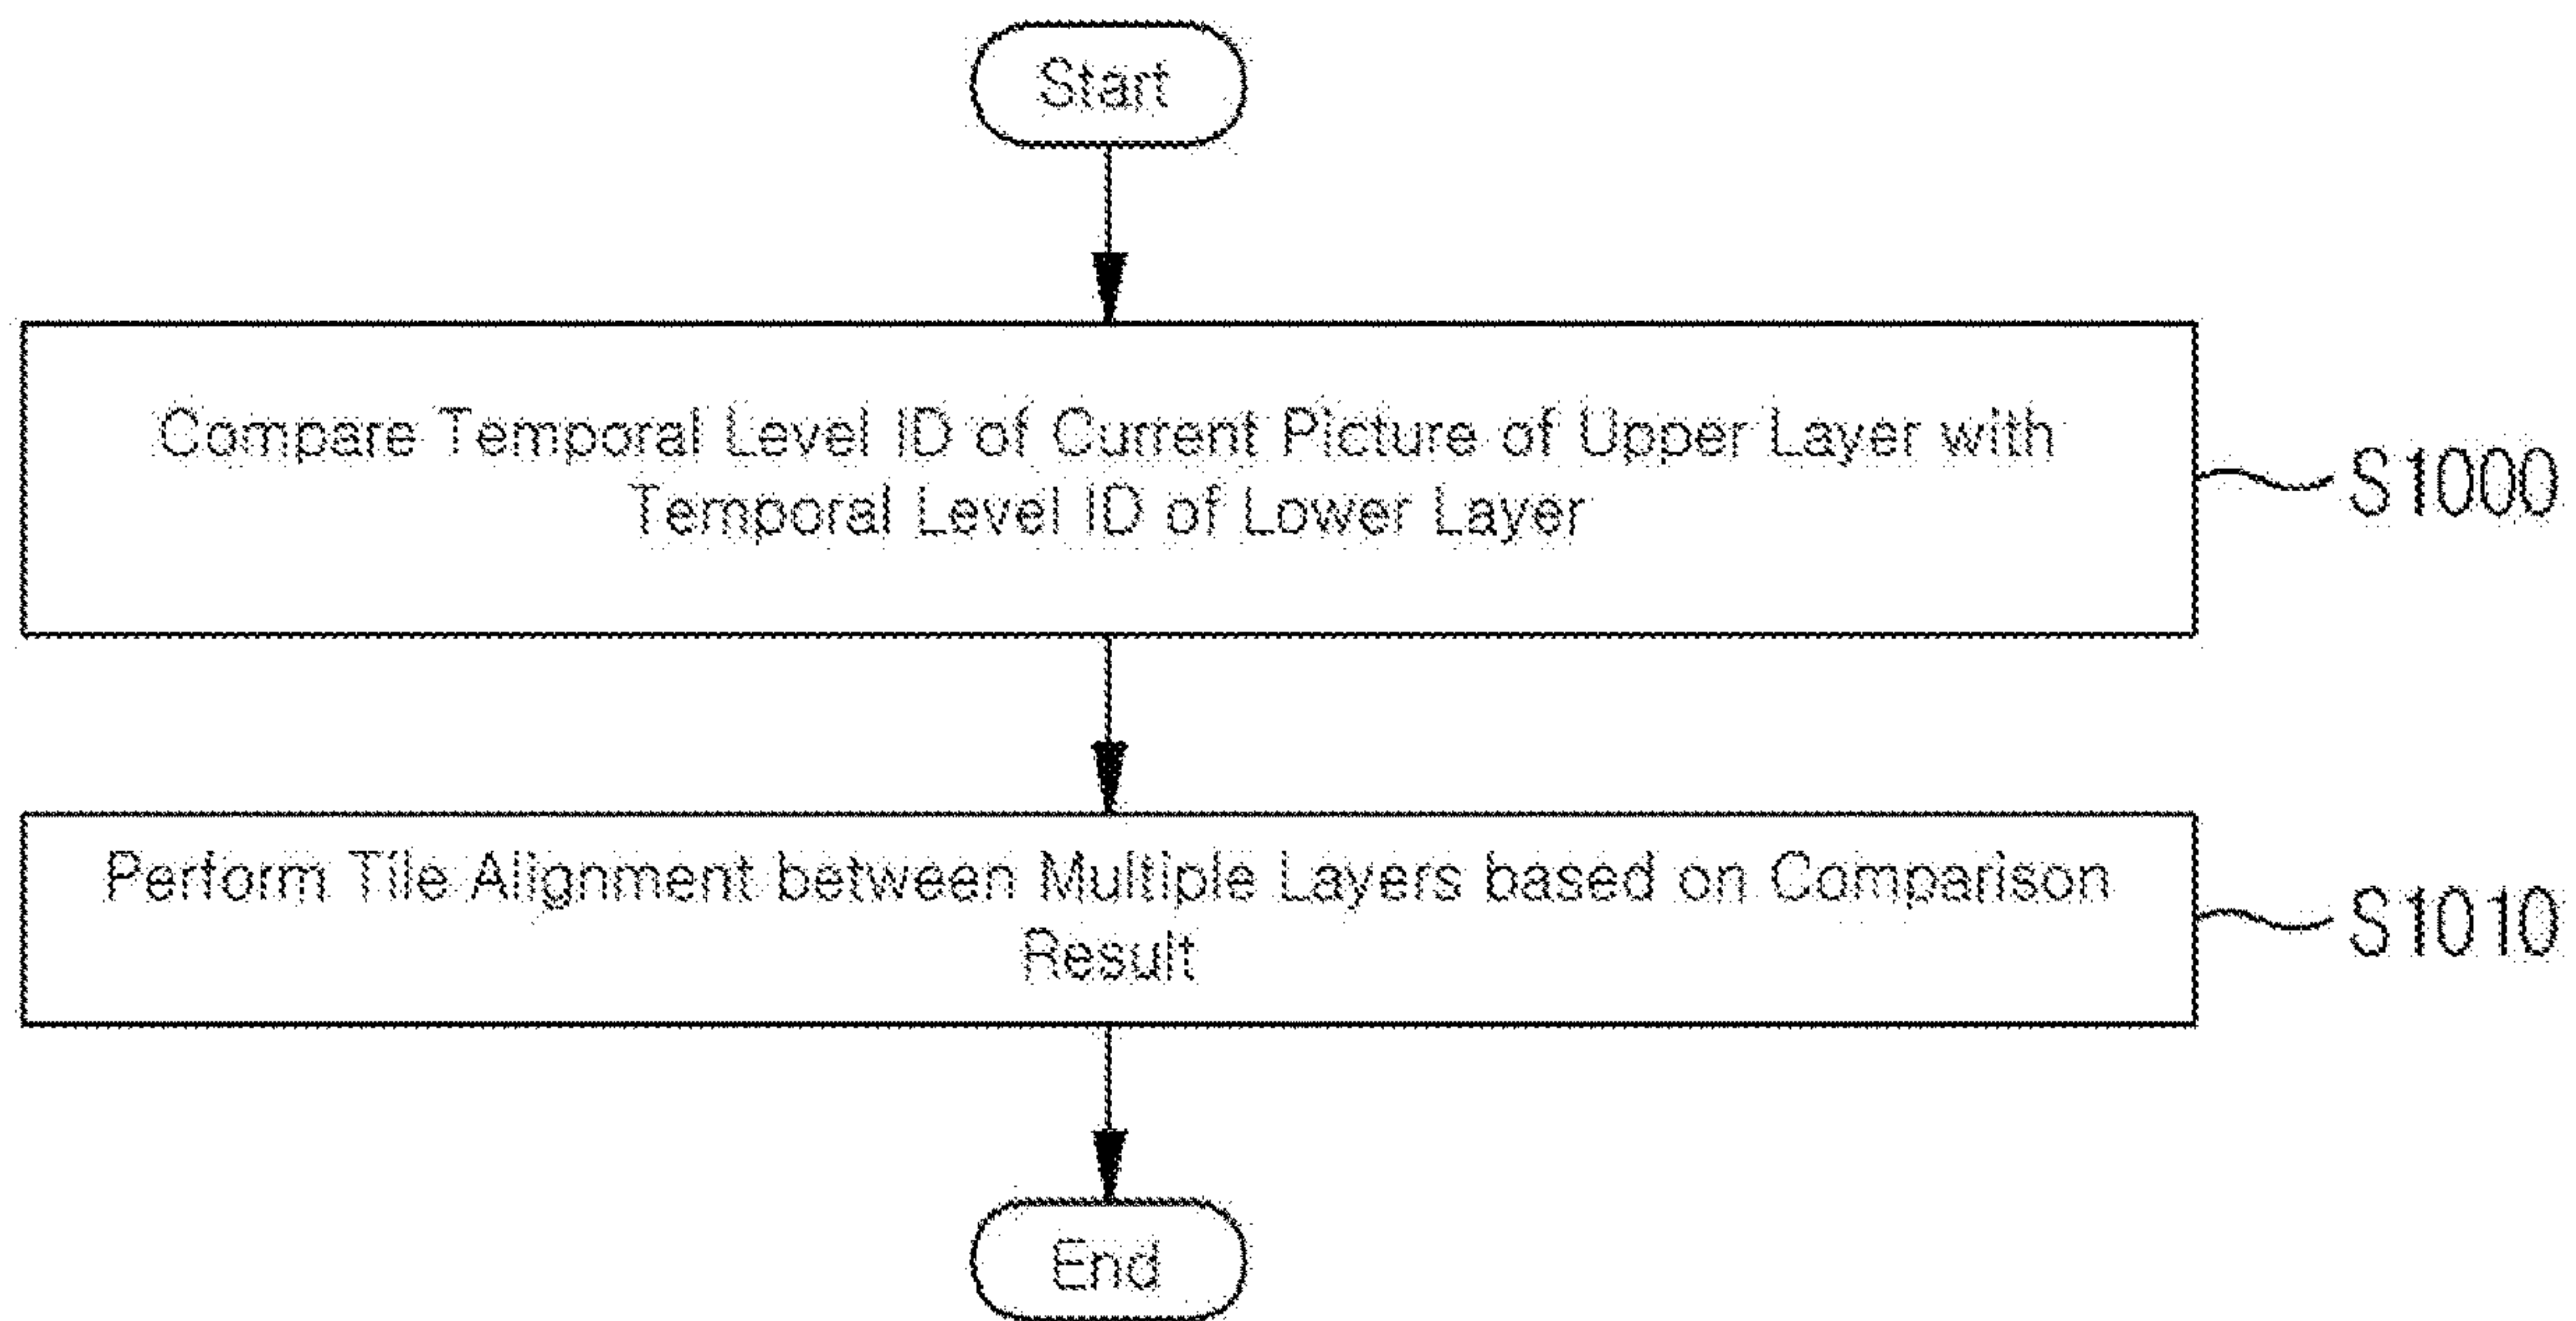 Start
Compare Temporal Level ID of Current Picture of Upper Layer with
Temporal Level ID of Lower Layer
S1000
Perform Tile Alignment between Multiple Layers based on Comparison
Result
S1010
End